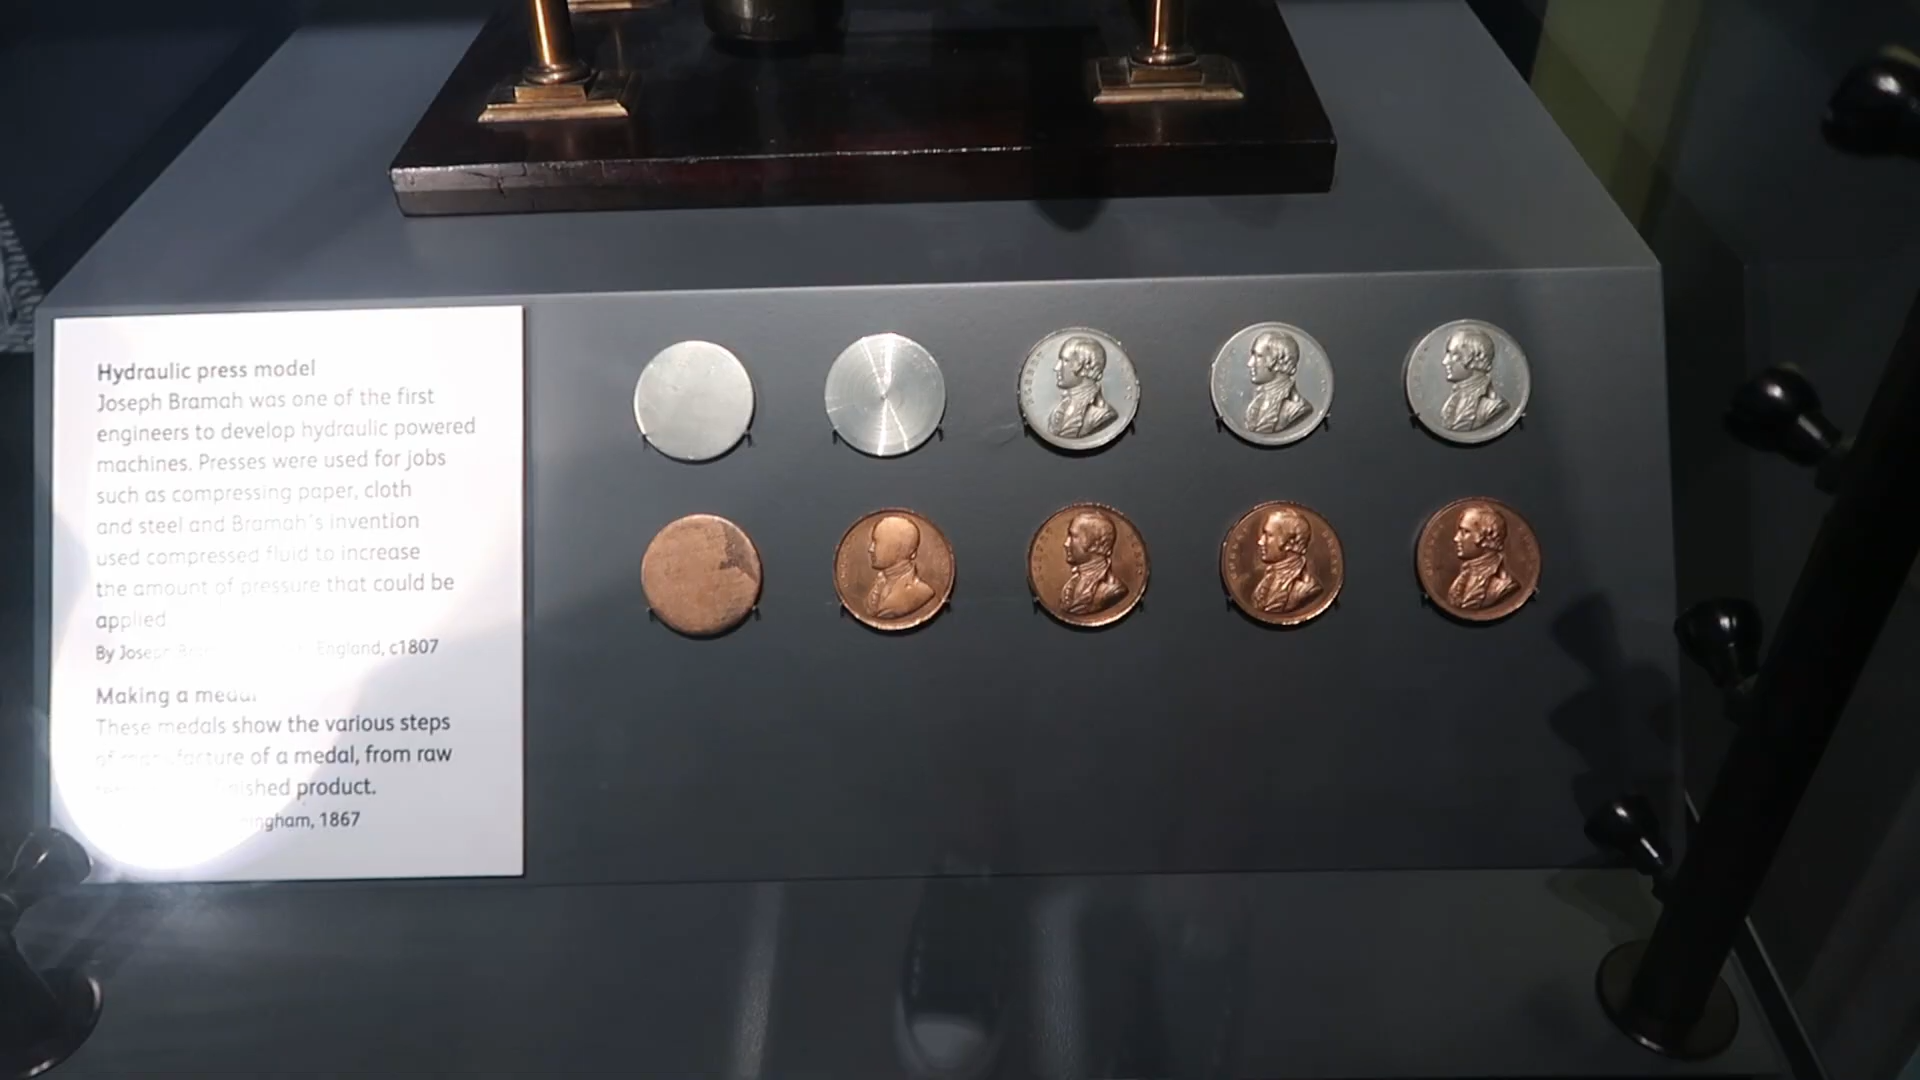 Hydraulic press model
Joseph Bramah was one of the first
engineers to develop hydraulic powered
machines. Presses were used for jobs
such as compressing paper, cloth
and steel and Bramah's invention
used compressed fluid to increase
the amount of pressure that could be
applied
By Joseph England, c1807
Making a medal
These medals show the various steps
of manufacture of a medal, from raw
product.
1867